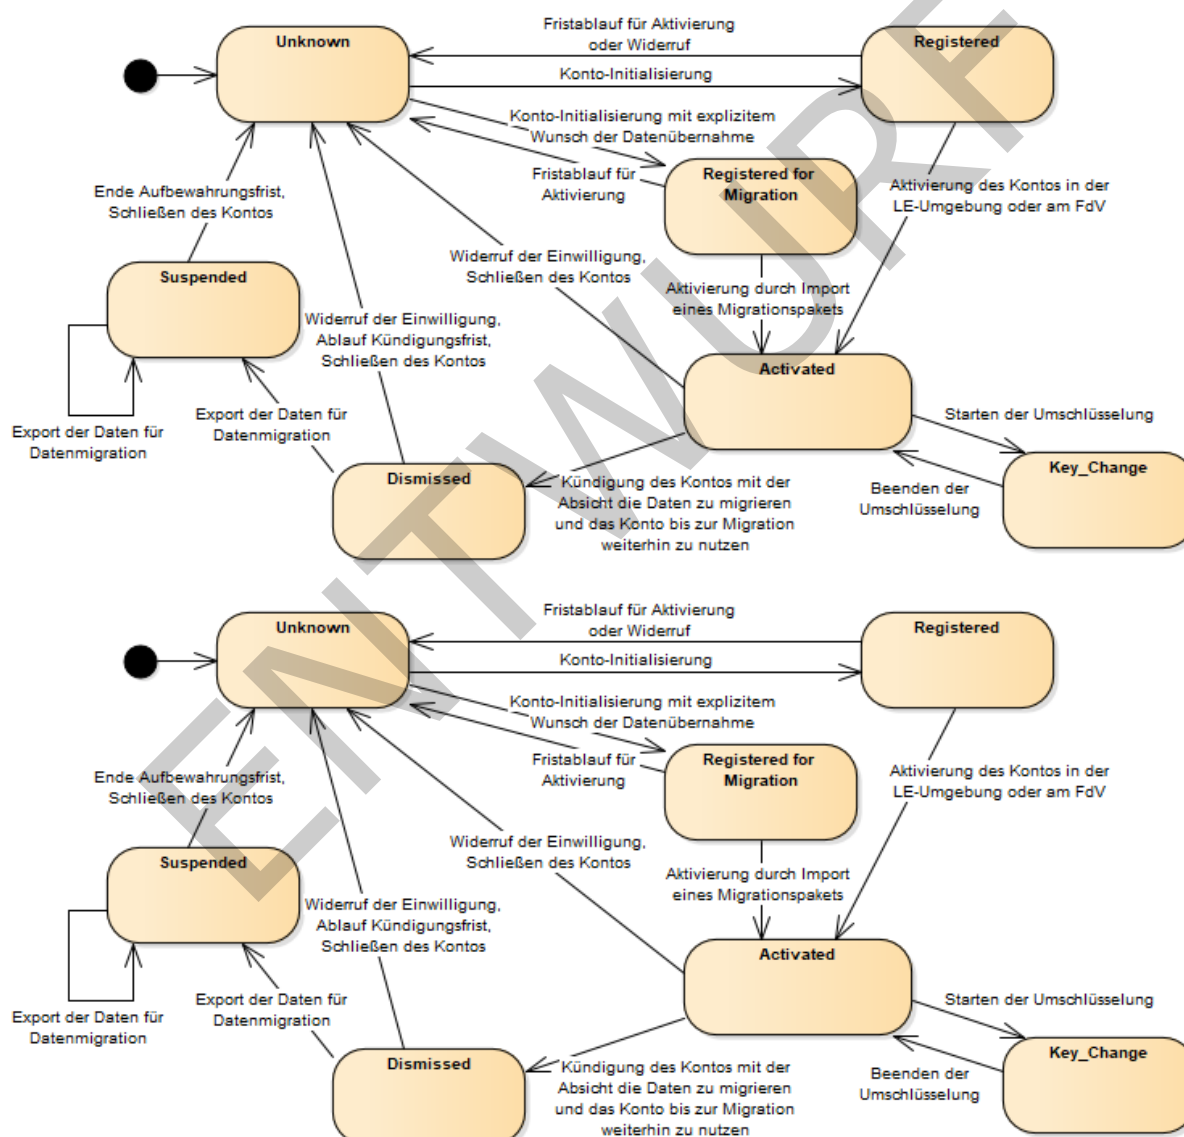 Unknown
Fristablauf für Aktivierung
oder Widerruf
Registered
Konto-Initialisierung
Konto-Initialisierung mit explizitem
Wunsch der Datenübernahme
Fristablauf für
Aktivierung
Registered for
Migration
Aktivierung des Kontos in der
LE-Umgebung oder am FdV
Ende Aufbewahrungsfrist,
Schließen des Kontos
Widerruf der Einwilligung,
Schließen des Kontos
Suspended
Aktivierung durch Import
eines Migrationspakets
Widerruf der Einwilligung,
Ablauf Kündigungsfrist,
Schließen des Kontos
Activated
Export der Daten für
Datenmigration
Export der Daten für
Datenmigration
Starten der Umschlüsselung
Dismissed
Kündigung des Kontos mit der
Absicht die Daten zu migrieren
und das Konto bis zur Migration
weiterhin zu nutzen
Key_Change
Beenden der
Umschlüsselung
Unknown
Fristablauf für Aktivierung
oder Widerruf
Registered
Konto-Initialisierung
Konto-Initialisierung mit explizitem
Wunsch der Datenübernahme
Fristablauf für
Aktivierung
Registered for
Migration
Aktivierung des Kontos in der
LE-Umgebung oder am FdV
Ende Aufbewahrungsfrist,
Schließen des Kontos
Widerruf der Einwilligung,
Schließen des Kontos
Suspended
Aktivierung durch Import
eines Migrationspakets
Widerruf der Einwilligung,
Ablauf Kündigungsfrist,
Schließen des Kontos
Activated
Export der Daten für
Datenmigration
Export der Daten für
Datenmigration
Starten der Umschlüsselung
Dismissed
Kündigung des Kontos mit der
Absicht die Daten zu migrieren
und das Konto bis zur Migration
weiterhin zu nutzen
Key_Change
Beenden der
Umschlüsselung
ENTWURF